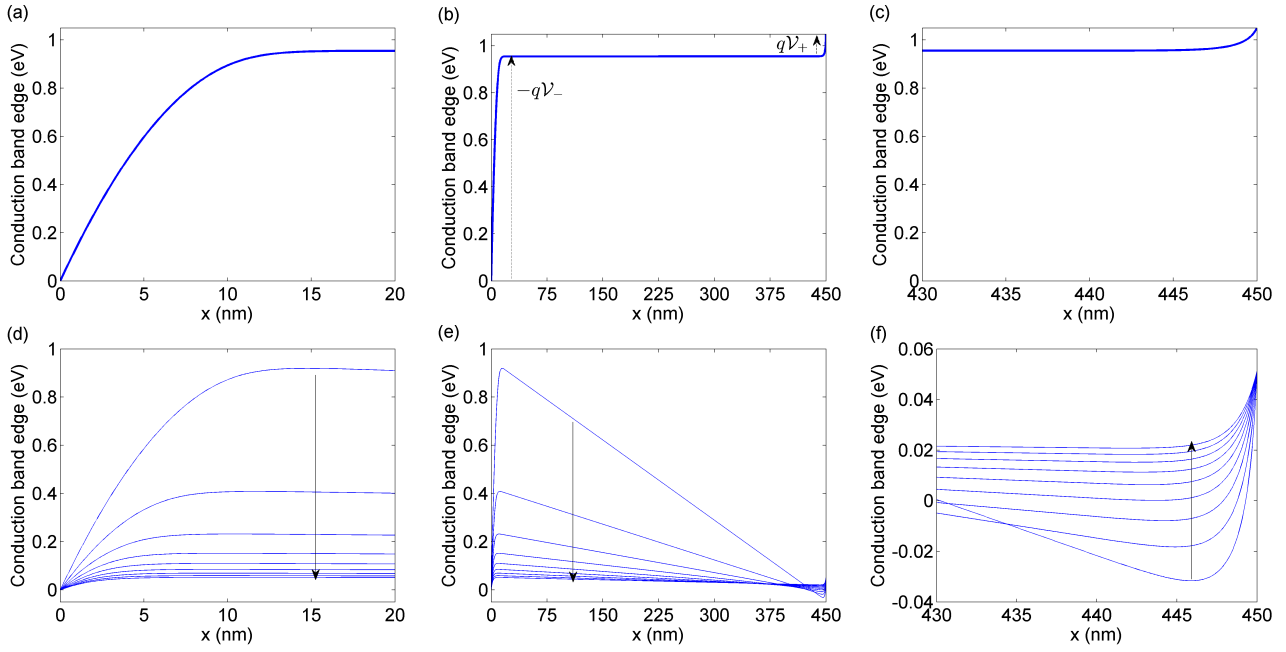 (a)
Conduction band edge (eV)
1
0.8
0.6
0.4
0.2
0
0 5 10 15 20
x (nm)
(b)
Conduction band edge (eV)
1
0.8
0.6
0.4
0.2
0
q𝒱₊
−q𝒱₋
0 75 150 225 300 375 450
x (nm)
(c)
Conduction band edge (eV)
1
0.8
0.6
0.4
0.2
0
430 435 440 445 450
x (nm)
(d)
Conduction band edge (eV)
1
0.8
0.6
0.4
0.2
0
0 5 10 15 20
x (nm)
(e)
Conduction band edge (eV)
1
0.8
0.6
0.4
0.2
0
0 75 150 225 300 375 450
x (nm)
(f)
Conduction band edge (eV)
0.06
0.04
0.02
0
-0.02
-0.04
430 435 440 445 450
x (nm)